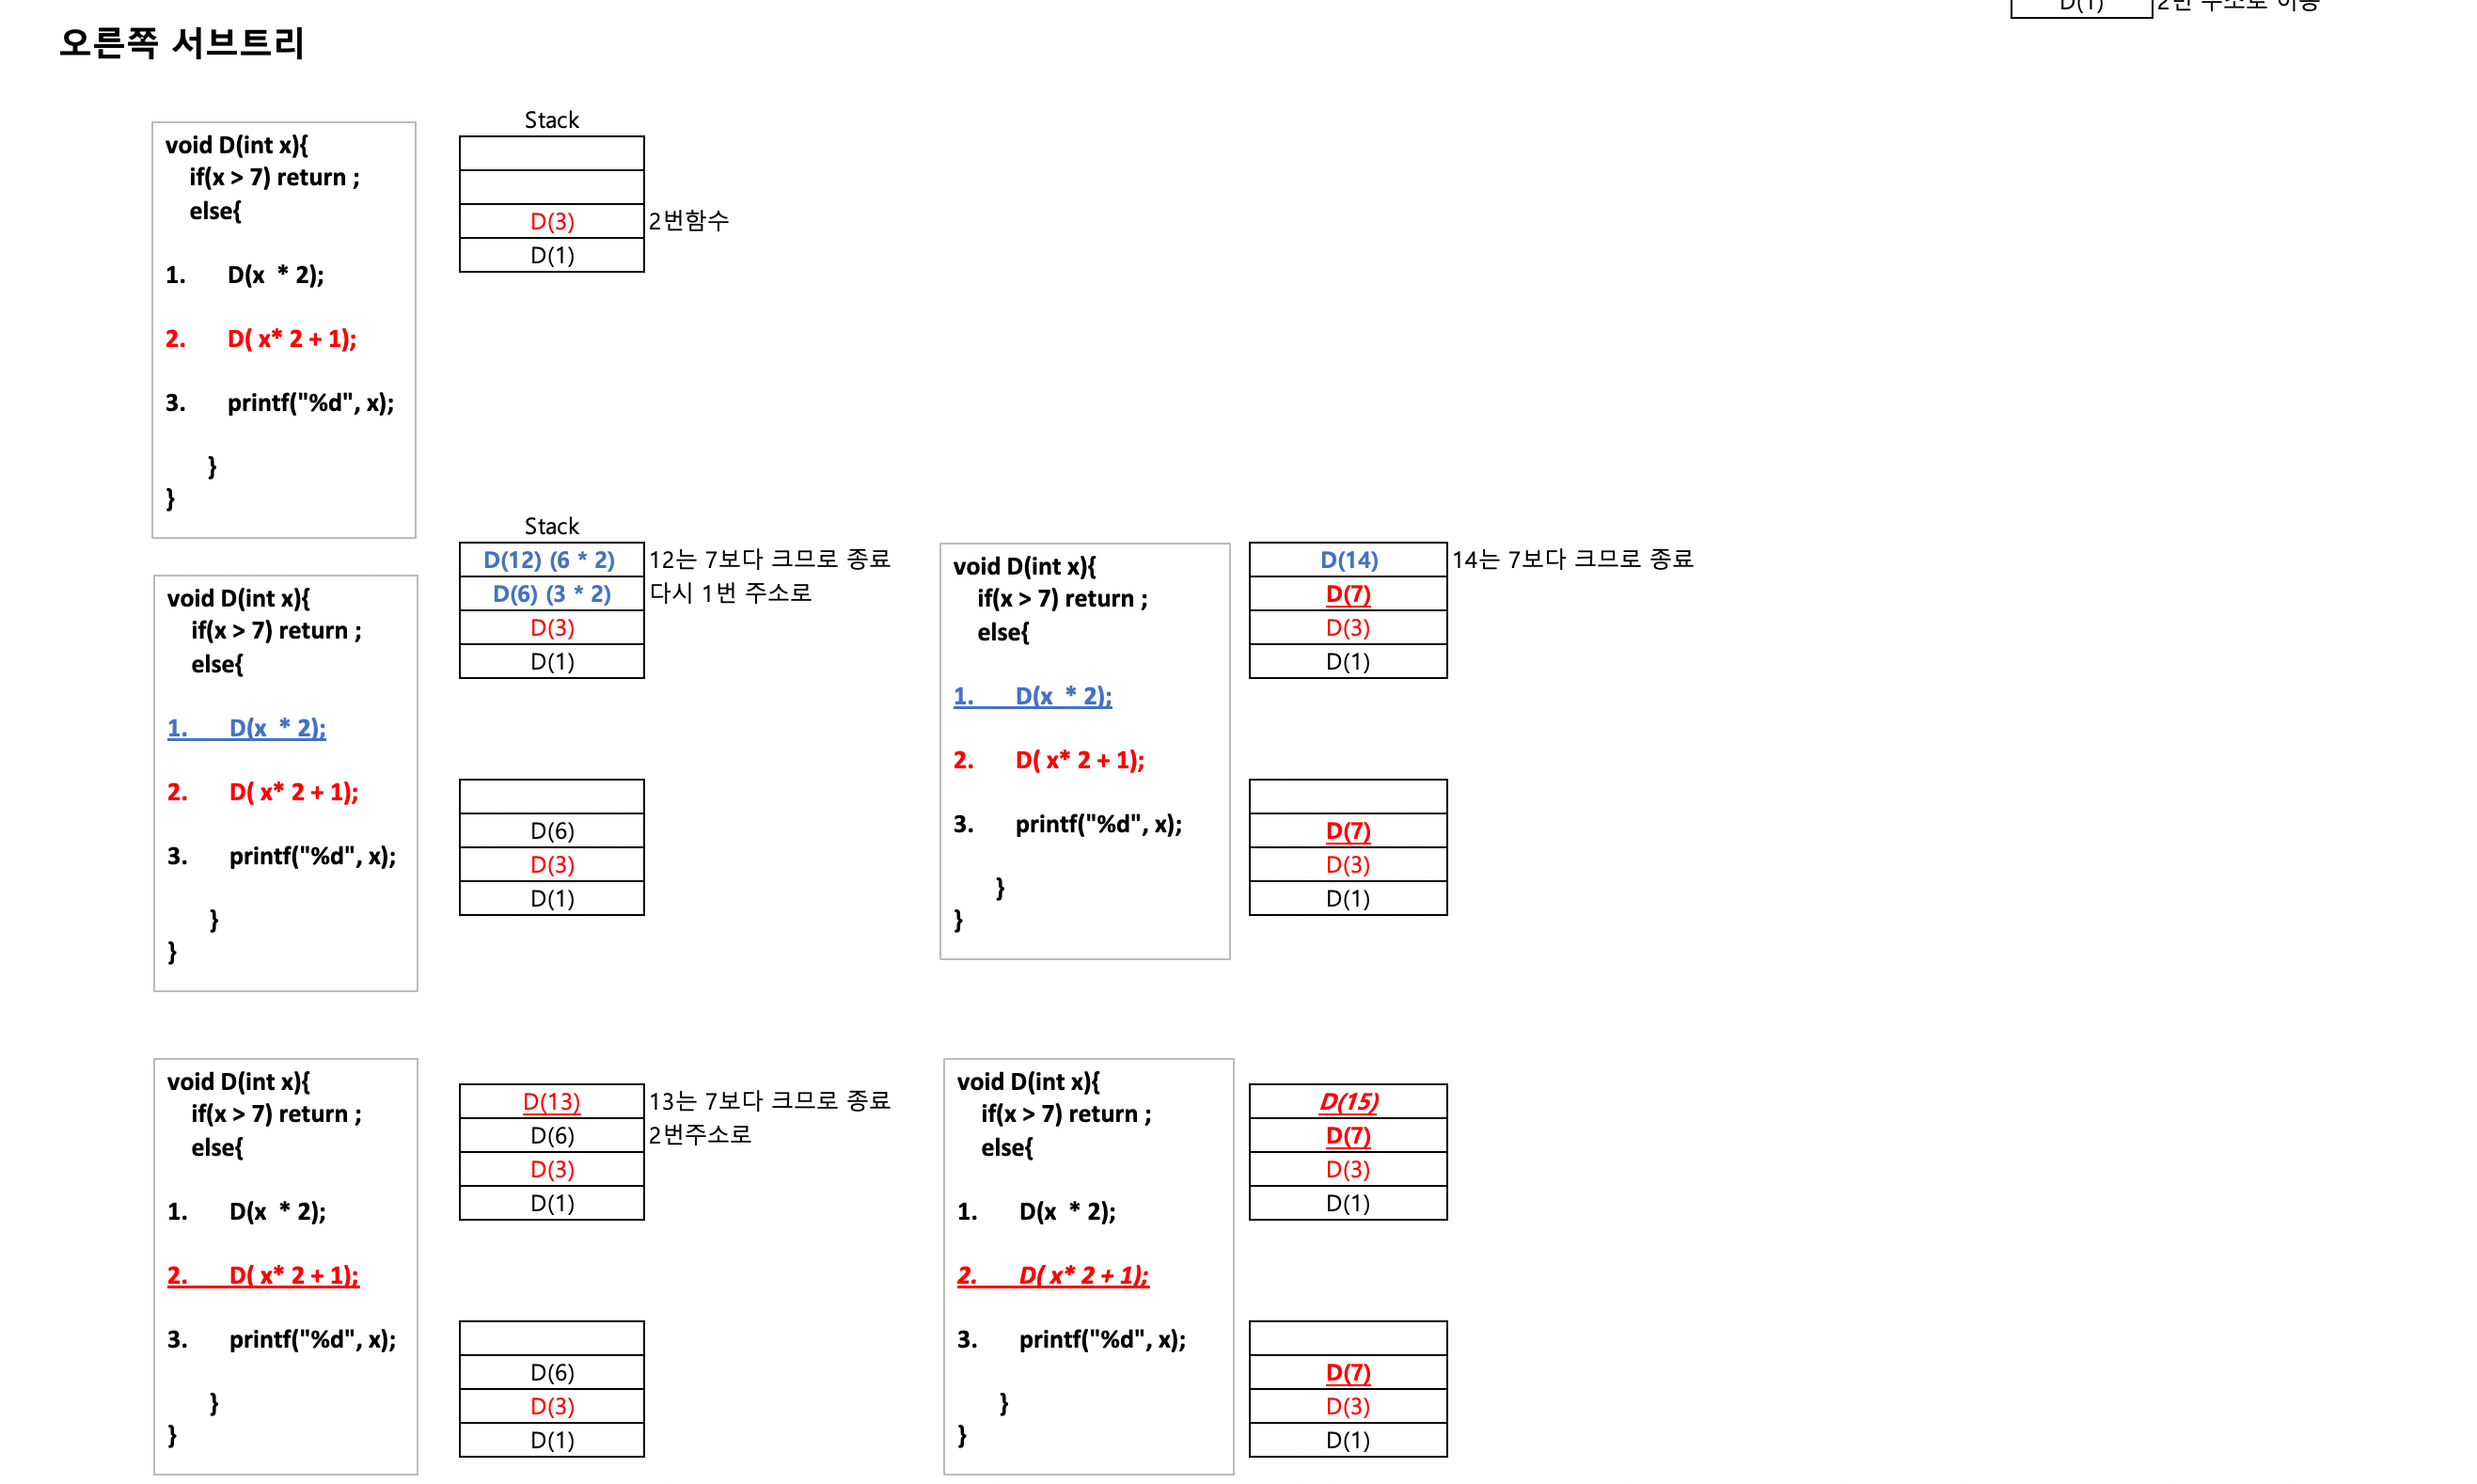 D(1)
오른쪽 서브트리
void D(int x){
if(x > 7) return ;
else{
1. D(x * 2);
2. D( x* 2 + 1);
3. printf("%d", x);
}
}
Stack
D(3) 2번함수
D(1)
void D(int x){
if(x > 7) return ;
else{
1. D(x * 2);
2. D( x* 2 + 1);
3. printf("%d", x);
}
}
Stack
D(12) (6 * 2) 12는 7보다 크므로 종료
D(6) (3 * 2) 다시 1번 주소로
D(3)
D(1)
D(6)
D(3)
D(1)
void D(int x){
if(x > 7) return ;
else{
1. D(x * 2);
2. D( x* 2 + 1);
3. printf("%d", x);
}
}
D(14) 14는 7보다 크므로 종료
D(7)
D(3)
D(1)
D(7)
D(3)
D(1)
void D(int x){
if(x > 7) return ;
else{
1. D(x * 2);
2. D( x* 2 + 1);
3. printf("%d", x);
}
}
D(13) 13는 7보다 크므로 종료
D(6) 2번주소로
D(3)
D(1)
D(6)
D(3)
D(1)
void D(int x){
if(x > 7) return ;
else{
1. D(x * 2);
2. D( x* 2 + 1);
3. printf("%d", x);
}
}
D(15)
D(7)
D(3)
D(1)
D(7)
D(3)
D(1)